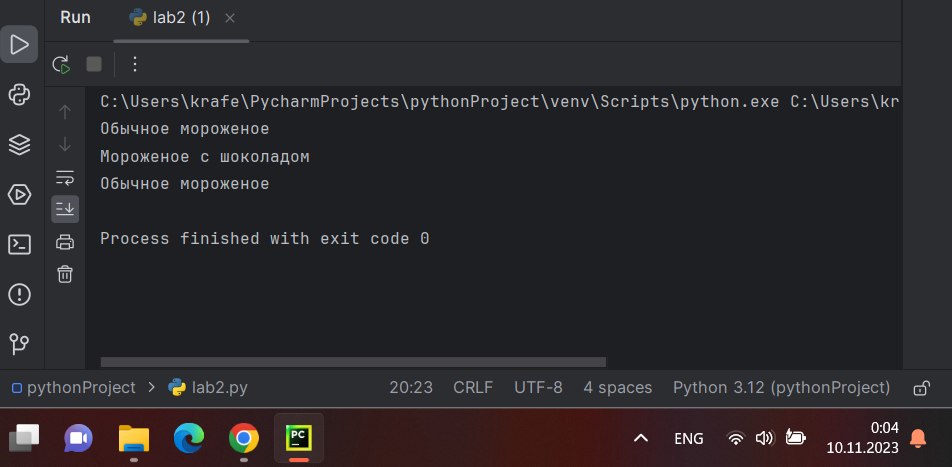 Run lab2 (1)
C:\Users\krafe\PycharmProjects\pythonProject\venv\Scripts\python.exe C:\Users\kr
Обычное мороженое
Мороженое с шоколадом
Обычное мороженое
Process finished with exit code 0
pythonProject > lab2.py 20:23 CRLF UTF-8 4 spaces Python 3.12 (pythonProject)
PC
ENG 0:04
10.11.2023